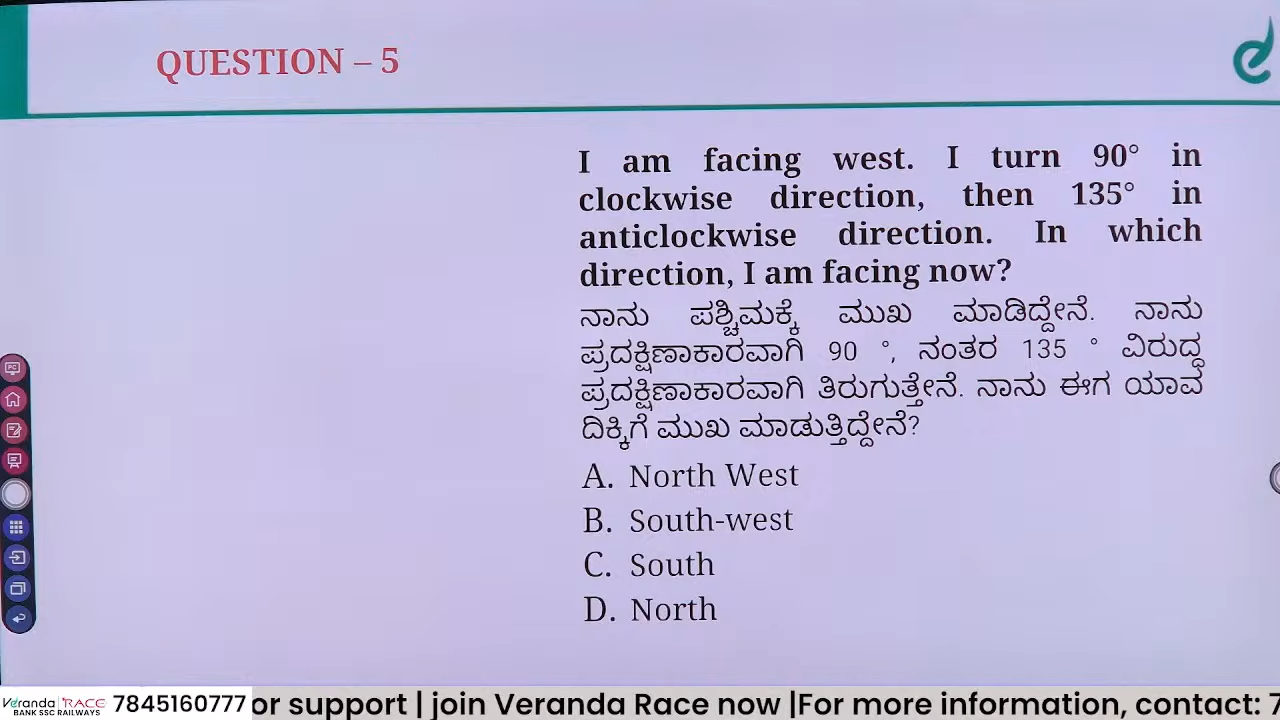 QUESTION – 5
I am facing west. I turn 90° in
clockwise direction, then 135° in
anticlockwise direction. In which
direction, I am facing now?
ನಾನು ಪಶ್ಚಿಮಕ್ಕೆ ಮುಖ ಮಾಡಿದ್ದೇನೆ. ನಾನು
ಪ್ರದಕ್ಷಿಣಾಕಾರವಾಗಿ 90 °, ನಂತರ 135 ° ವಿರುದ್ಧ
ಪ್ರದಕ್ಷಿಣಾಕಾರವಾಗಿ ತಿರುಗುತ್ತೇನೆ. ನಾನು ಈಗ ಯಾವ
ದಿಕ್ಕಿಗೆ ಮುಖ ಮಾಡುತ್ತಿದ್ದೇನೆ?
A. North West
B. South-west
C. South
D. North
PC
Veranda RACE
BANK SSC RAILWAYS
7845160777
or support | join Veranda Race now |For more information, contact: 7